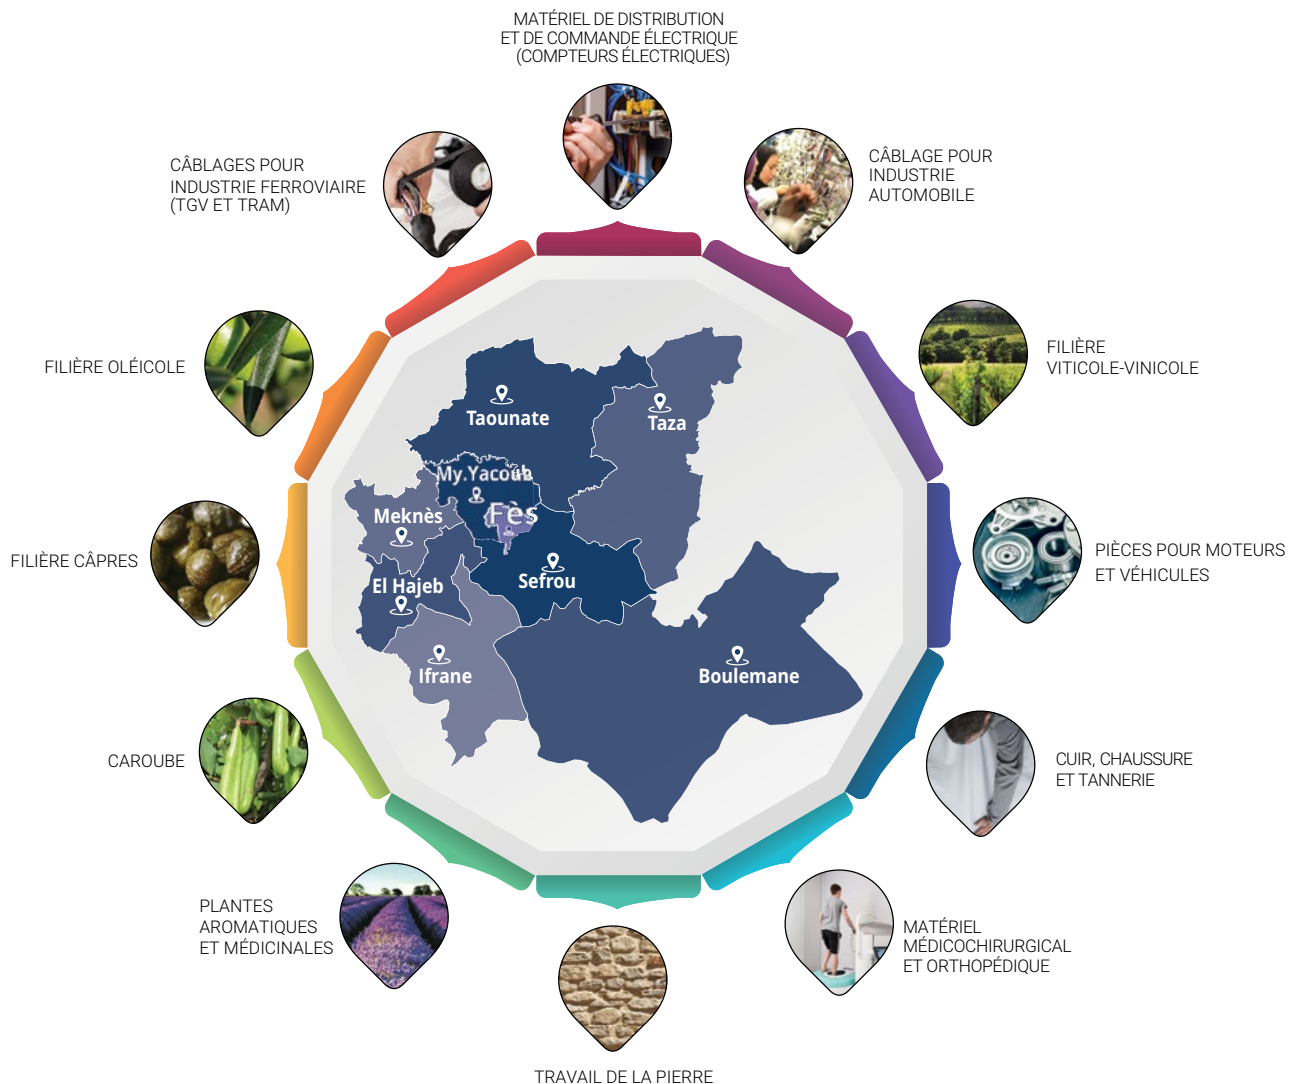 MATÉRIEL DE DISTRIBUTION
ET DE COMMANDE ÉLECTRIQUE
(COMPTEURS ÉLECTRIQUES)
CÂBLAGES POUR
INDUSTRIE FERROVIAIRE
(TGV ET TRAM)
CÂBLAGE POUR
INDUSTRIE
AUTOMOBILE
FILIÈRE OLÉICOLE
FILIÈRE
VITICOLE-VINICOLE
Taounate
Taza
My.Yacoub
Fès
Meknès
El Hajeb
Sefrou
Ifrane
Boulemane
FILIÈRE CÂPRES
PIÈCES POUR MOTEURS
ET VÉHICULES
CAROUBE
CUIR, CHAUSSURE
ET TANNERIE
PLANTES
AROMATIQUES
ET MÉDICINALES
MATÉRIEL
MÉDICOCHIRURGICAL
ET ORTHOPÉDIQUE
TRAVAIL DE LA PIERRE